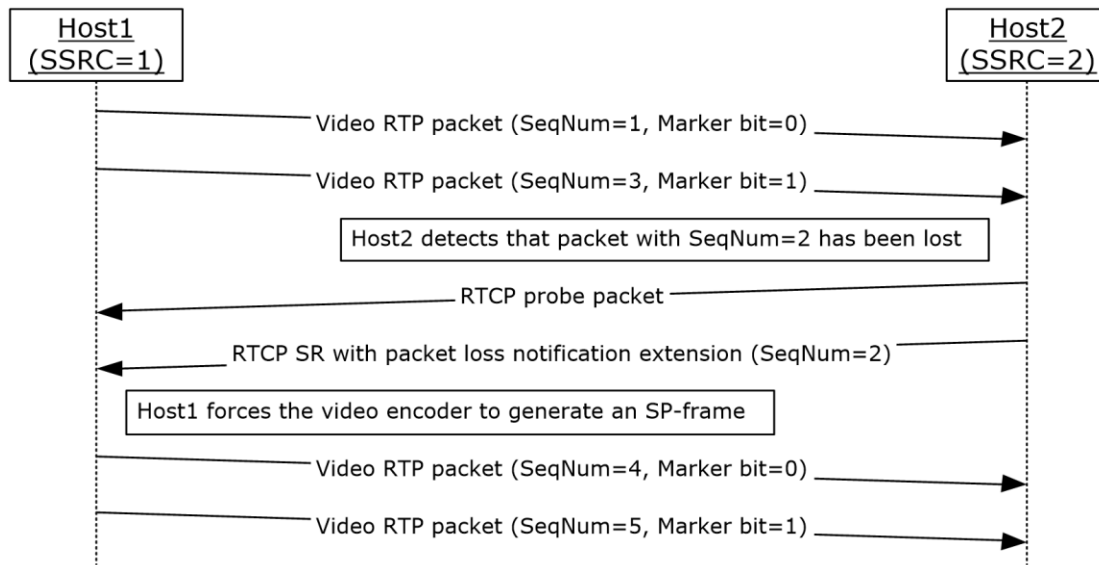 Host1
(SSRC=1)
Host2
(SSRC=2)
Video RTP packet (SeqNum=1, Marker bit=0)
Video RTP packet (SeqNum=3, Marker bit=1)
Host2 detects that packet with SeqNum=2 has been lost
RTCP probe packet
RTCP SR with packet loss notification extension (SeqNum=2)
Host1 forces the video encoder to generate an SP-frame
Video RTP packet (SeqNum=4, Marker bit=0)
Video RTP packet (SeqNum=5, Marker bit=1)